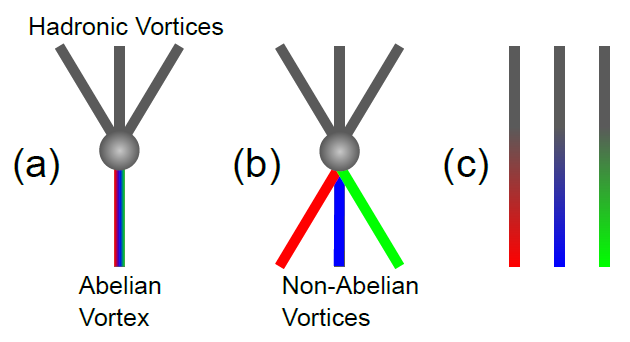 Hadronic Vortices
(a)
(b)
(c)
Abelian
Vortex
Non-Abelian
Vortices